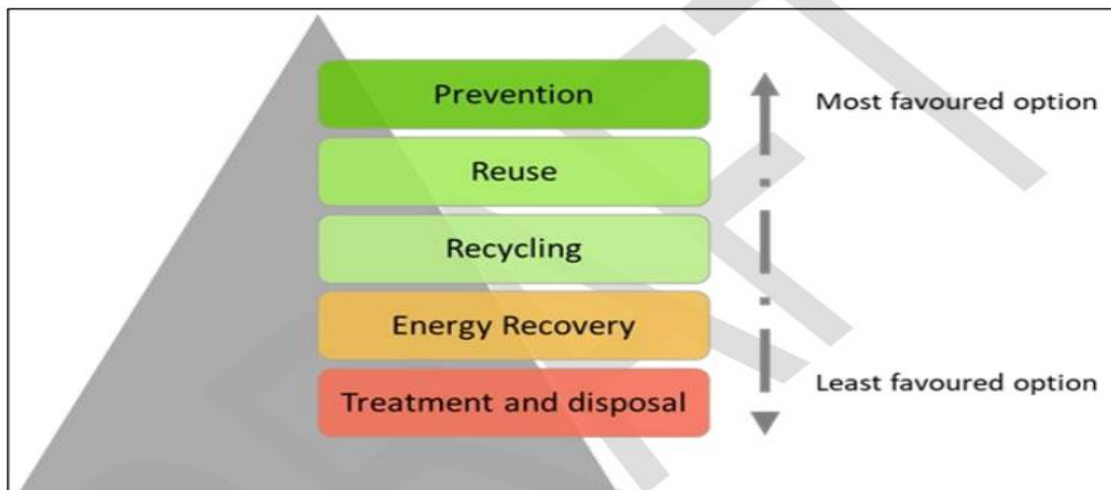 Prevention
Most favoured option
Reuse
Recycling
Energy Recovery
Least favoured option
Treatment and disposal